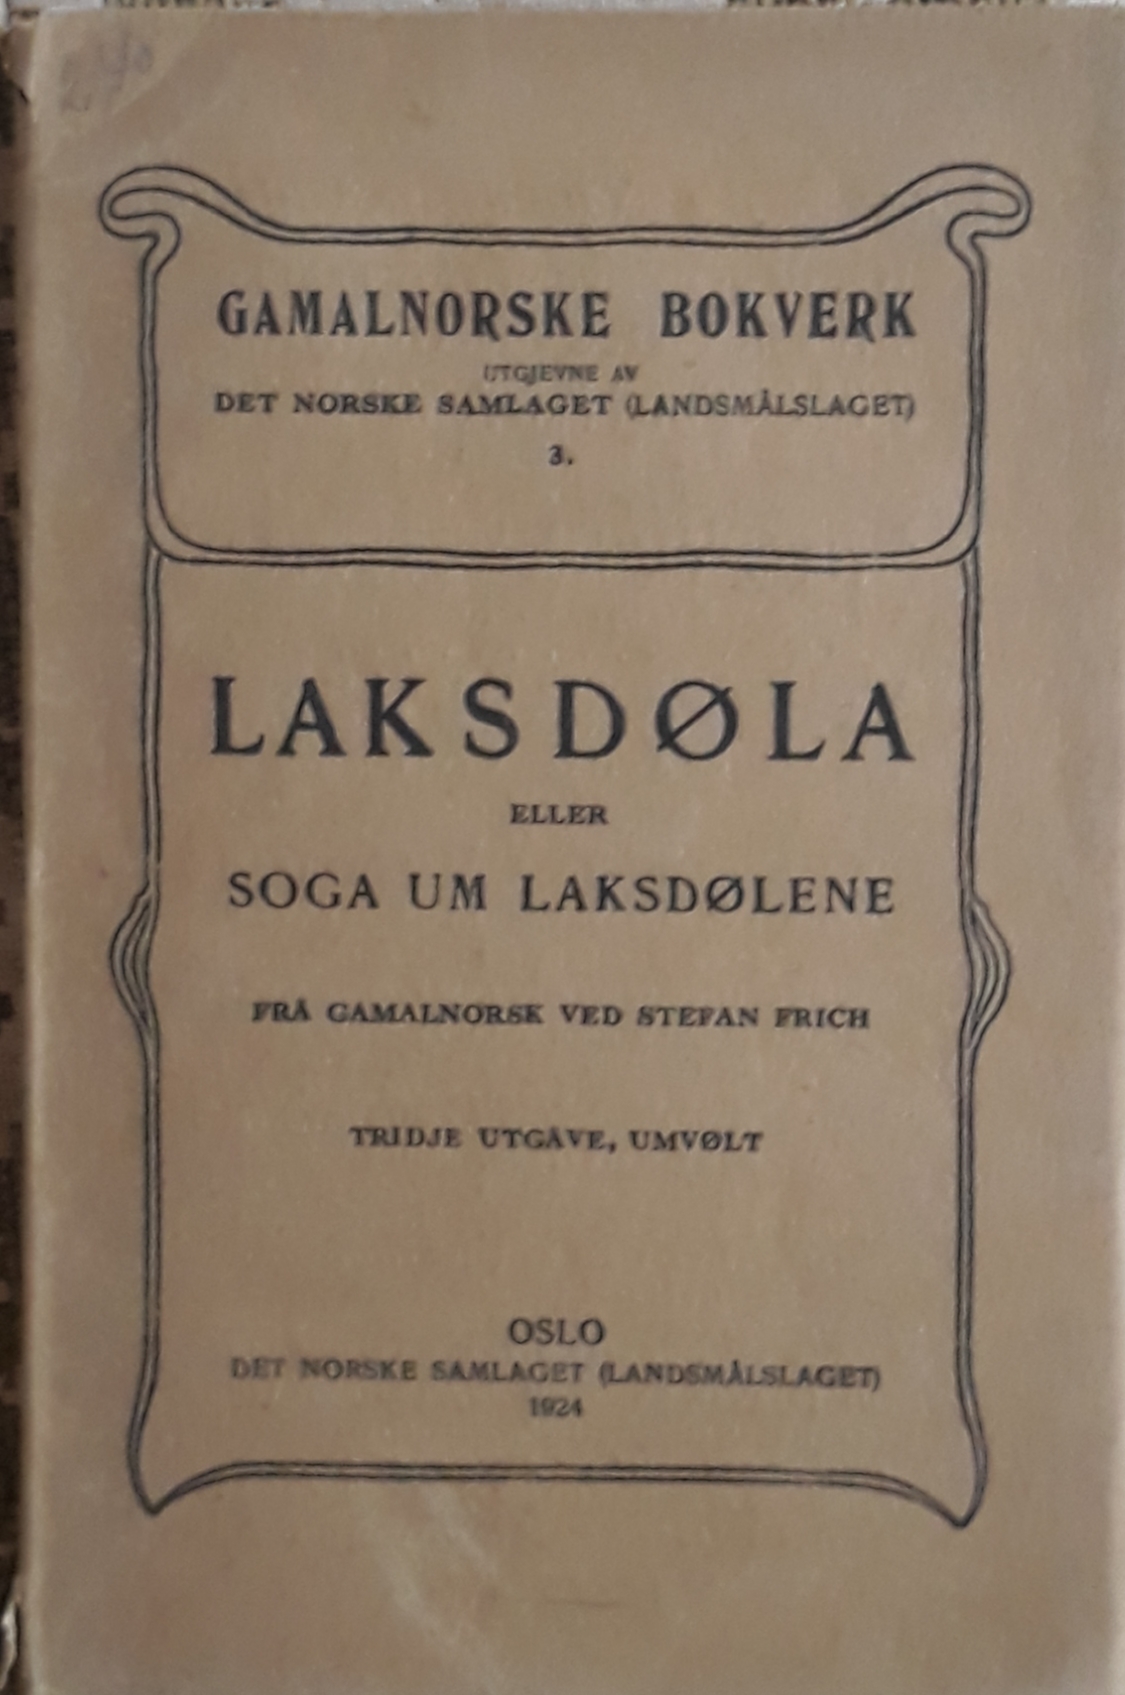 GAMALNORSKE BOKVERK
UTGJEVNE AV
DET NORSKE SAMLAGET (LANDSMÅLSLAGET)
3.
LAKSDØLA
ELLER
SOGA UM LAKSDØLENE
FRÅ GAMALNORSK VED STEFAN FRICH
TRIDJE UTGÅVE, UMVØLT
OSLO
DET NORSKE SAMLAGET (LANDSMÅLSLAGET)
1924